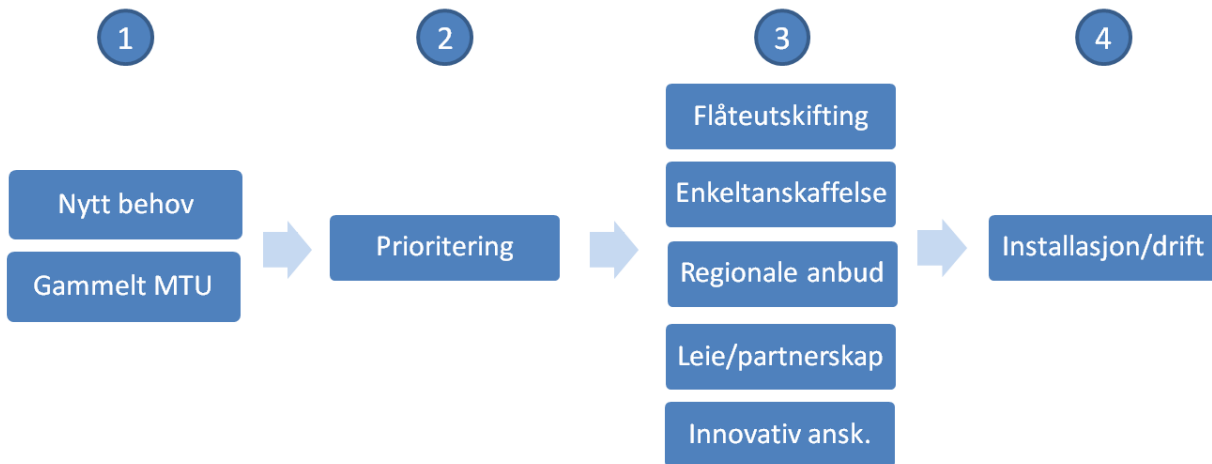 1
2
3
4
Nytt behov
Gammelt MTU
Prioritering
Flåteutskifting
Enkeltanskaffelse
Regionale anbud
Leie/partnerskap
Innovativ ansk.
Installasjon/drift